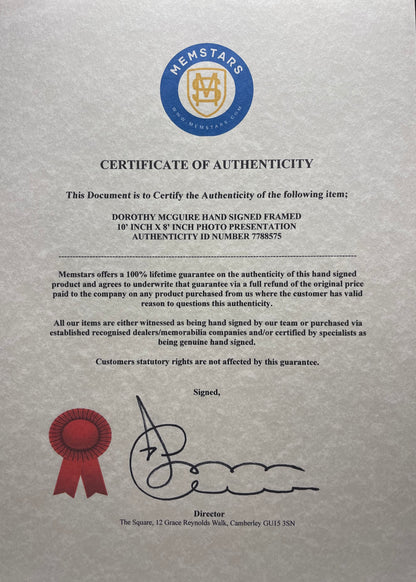 MEMSTARS
MS
WWW.MEMSTARS.COM
CERTIFICATE OF AUTHENTICITY
This Document is to Certify the Authenticity of the following item;
DOROTHY MCGUIRE HAND SIGNED FRAMED
10' INCH X 8' INCH PHOTO PRESENTATION
AUTHENTICITY ID NUMBER 7788575
Memstars offers a 100% lifetime guarantee on the authenticity of this hand signed
product and agrees to underwrite that guarantee via a full refund of the original price
paid to the company on any product purchased from us where the customer has valid
reason to questions this authenticity.
All our items are either witnessed as being hand signed by our team or purchased via
established recognised dealers/memorabilia companies and/or certified by specialists as
being genuine hand signed.
Customers statutory rights are not affected by this guarantee.
Signed,
Director
The Square, 12 Grace Reynolds Walk, Camberley GU15 3SN